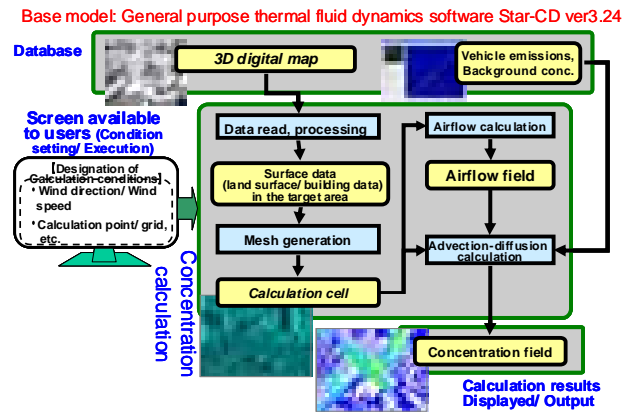 Base model: General purpose thermal fluid dynamics software Star-CD ver3.24
Database
3D digital map
Vehicle emissions,
Background conc.
Screen available
to users (Condition
setting/ Execution)
【Designation of
Calculation conditions】
・Wind direction/ Wind
speed
・Calculation point/ grid,
etc.
Data read, processing
Surface data
(land surface/ building data)
in the target area
Mesh generation
Calculation cell
Airflow calculation
Airflow field
Advection-diffusion
calculation
Concentration
calculation
Concentration field
Calculation results
Displayed/ Output